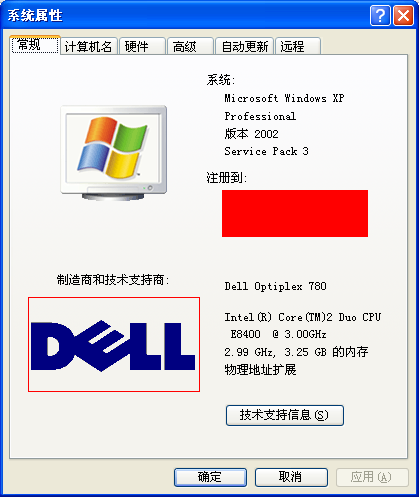 系统属性
常规
计算机名
硬件
高级
自动更新
远程
系统:
Microsoft Windows XP
Professional
版本 2002
Service Pack 3
注册到:
制造商和技术支持商:
DELL
Dell Optiplex 780
Intel(R) Core(TM)2 Duo CPU
E8400 @ 3.00GHz
2.99 GHz, 3.25 GB 的内存
物理地址扩展
技术支持信息(S)
确定
取消
应用(A)